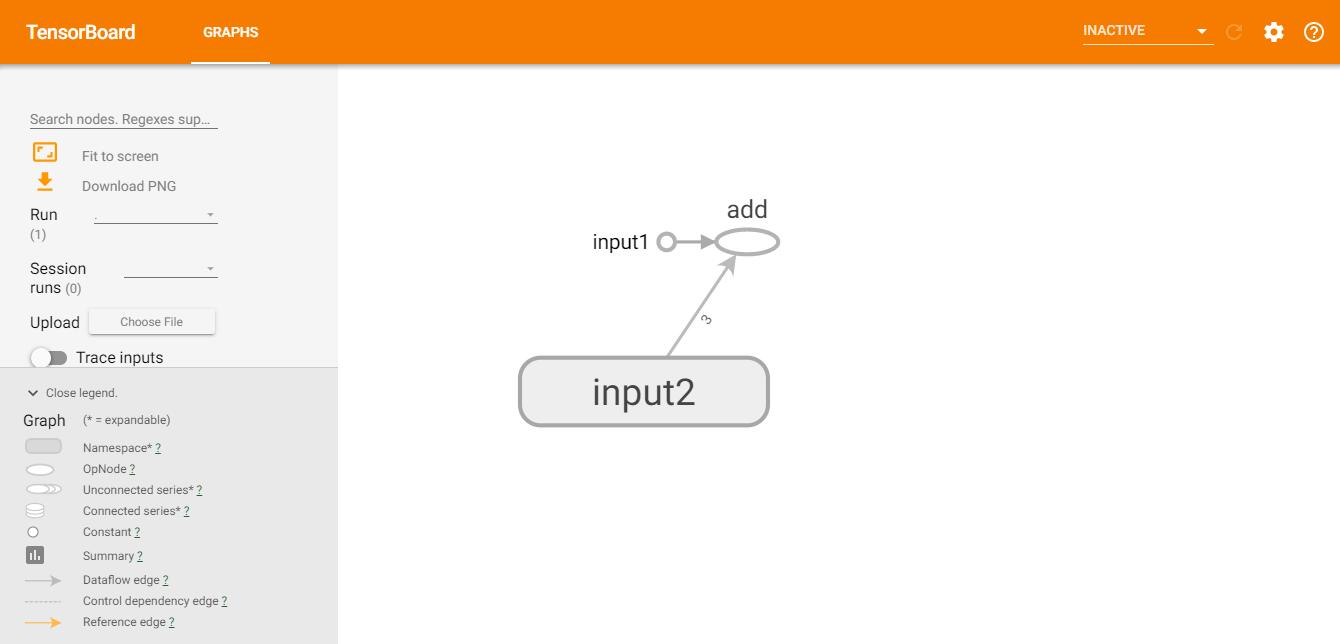 TensorBoard GRAPHS INACTIVE
Search nodes. Regexes sup...
Fit to screen
Download PNG
Run .
(1)
Session
runs (0)
Upload Choose File
Trace inputs
Close legend.
Graph (* = expandable)
Namespace* ?
OpNode ?
Unconnected series* ?
Connected series* ?
Constant ?
Summary ?
Dataflow edge ?
Control dependency edge ?
Reference edge ?
add
input1
3
input2